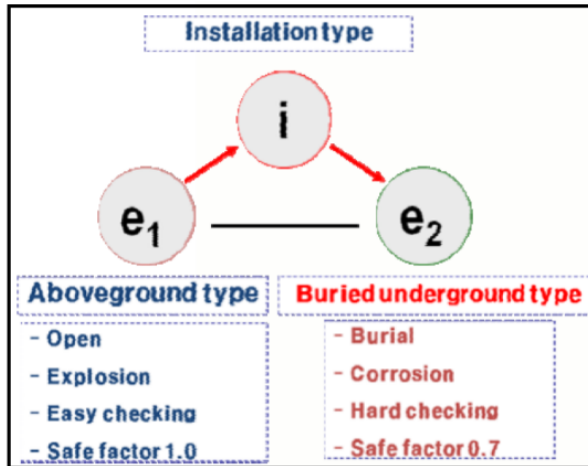 Installation type
i
e₁
e₂
Aboveground type
- Open
- Explosion
- Easy checking
- Safe factor 1.0
Buried underground type
- Burial
- Corrosion
- Hard checking
- Safe factor 0.7